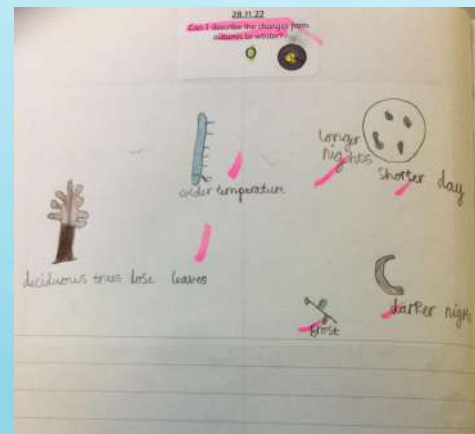 28.11.22
Can I describe the changes from
autumn to winter?
longer
nights
shorter day
colder temperature
deciduous trees lose leaves
darker night
frost